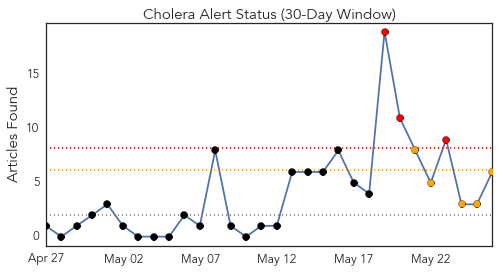 Cholera Alert Status (30-Day Window)
Articles Found
15
10
5
0
Apr 27
May 02
May 07
May 12
May 17
May 22